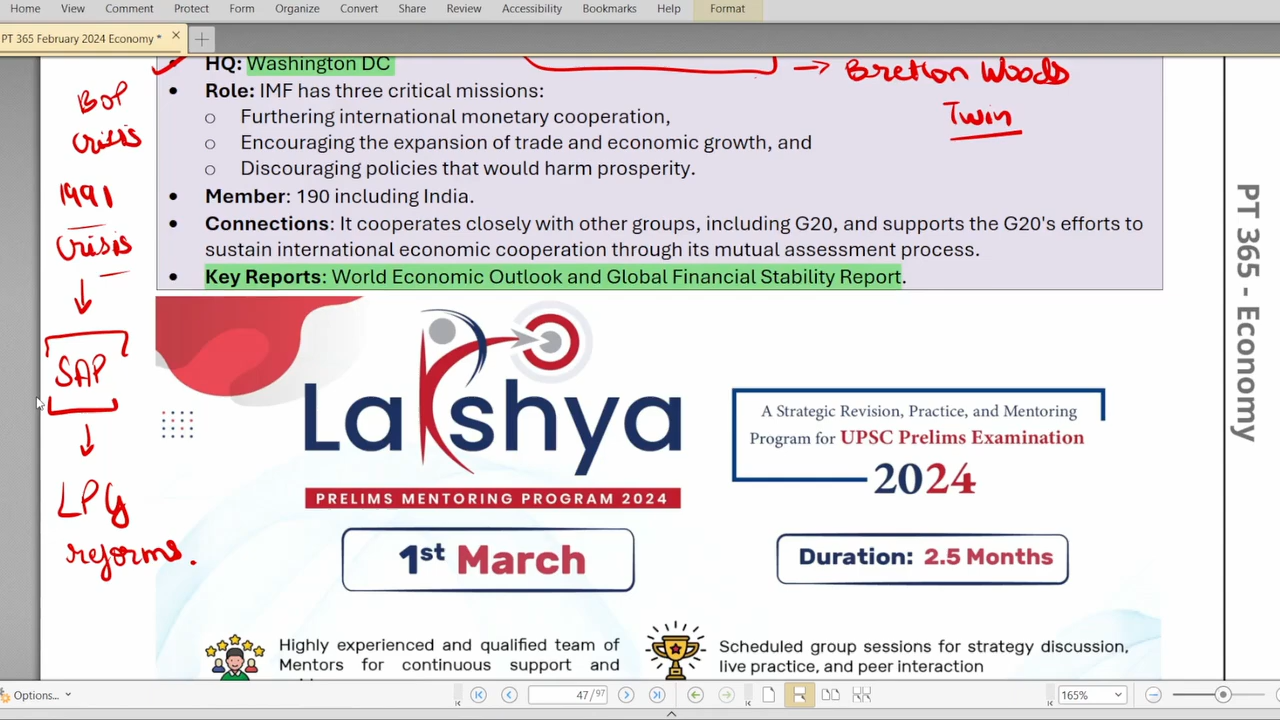 Home View Comment Protect Form Organize Convert Share Review Accessibility Bookmarks Help Format
PT 365 February 2024 Economy *
HQ: Washington DC
→ Bretton Woods
Twin
BOP
Crisis
1991
Crisis
SAP
LPG
reforms.
• Role: IMF has three critical missions:
o Furthering international monetary cooperation,
o Encouraging the expansion of trade and economic growth, and
o Discouraging policies that would harm prosperity.
• Member: 190 including India.
• Connections: It cooperates closely with other groups, including G20, and supports the G20's efforts to
sustain international economic cooperation through its mutual assessment process.
• Key Reports: World Economic Outlook and Global Financial Stability Report.
PT 365 - Economy
Lakshya
PRELIMS MENTORING PROGRAM 2024
A Strategic Revision, Practice, and Mentoring
Program for UPSC Prelims Examination
2024
1st March
Duration: 2.5 Months
Highly experienced and qualified team of
Mentors for continuous support and
Scheduled group sessions for strategy discussion,
live practice, and peer interaction
Options...
47 / 97
165%